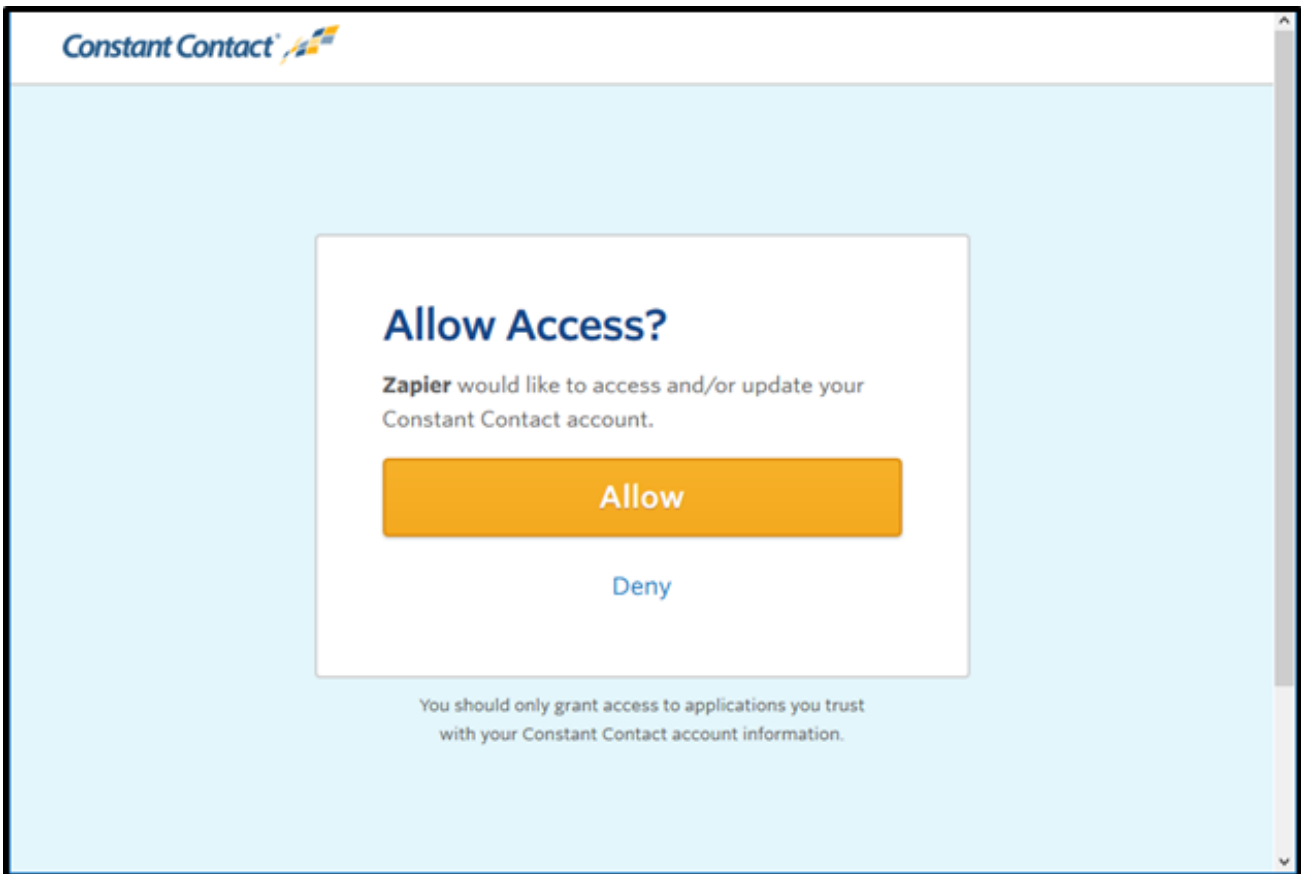 Constant Contact®
Allow Access?
Zapier would like to access and/or update your
Constant Contact account.
Allow
Deny
You should only grant access to applications you trust
with your Constant Contact account information.